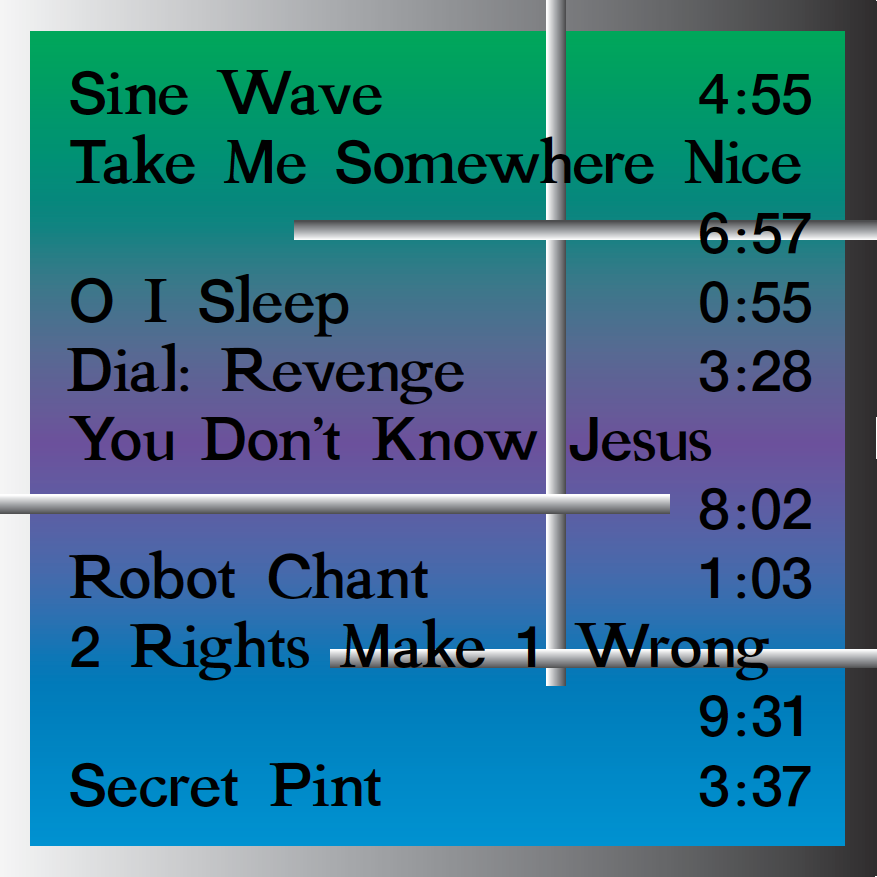 Sine Wave 4:55
Take Me Somewhere Nice
6:57
O I Sleep 0:55
Dial: Revenge 3:28
You Don’t Know Jesus
8:02
Robot Chant 1:03
2 Rights Make 1 Wrong
9:31
Secret Pint 3:37